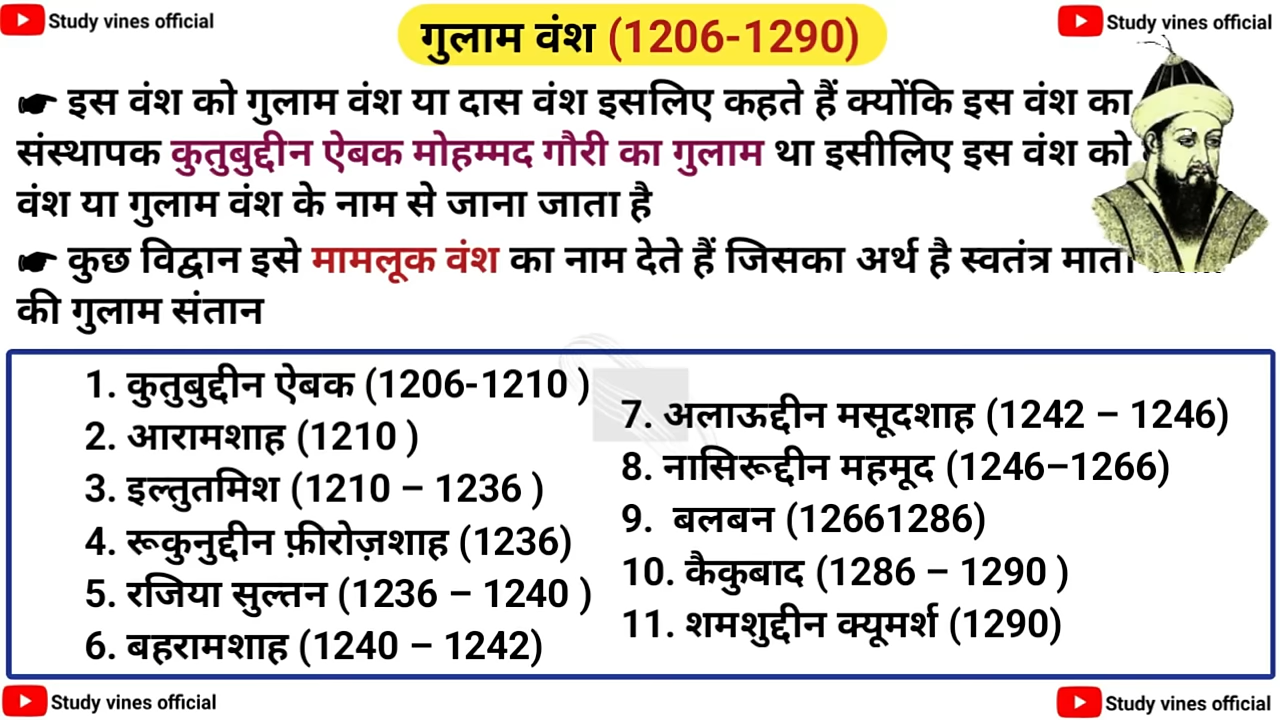 Study vines official
गुलाम वंश (1206-1290)
Study vines official
इस वंश को गुलाम वंश या दास वंश इसलिए कहते हैं क्योंकि इस वंश का
संस्थापक कुतुबुद्दीन ऐबक मोहम्मद गौरी का गुलाम था इसीलिए इस वंश को
वंश या गुलाम वंश के नाम से जाना जाता है
कुछ विद्वान इसे मामलूक वंश का नाम देते हैं जिसका अर्थ है स्वतंत्र माता
की गुलाम संतान
1. कुतुबुद्दीन ऐबक (1206-1210 )
2. आरामशाह (1210 )
3. इल्तुतमिश (1210 – 1236 )
4. रूकुनुद्दीन फ़ीरोज़शाह (1236)
5. रजिया सुल्तन (1236 – 1240 )
6. बहरामशाह (1240 – 1242)
7. अलाऊद्दीन मसूदशाह (1242 – 1246)
8. नासिरूद्दीन महमूद (1246–1266)
9. बलबन (12661286)
10. कैकुबाद (1286 – 1290 )
11. शमशुद्दीन क्यूमर्श (1290)
Study vines official
Study vines official